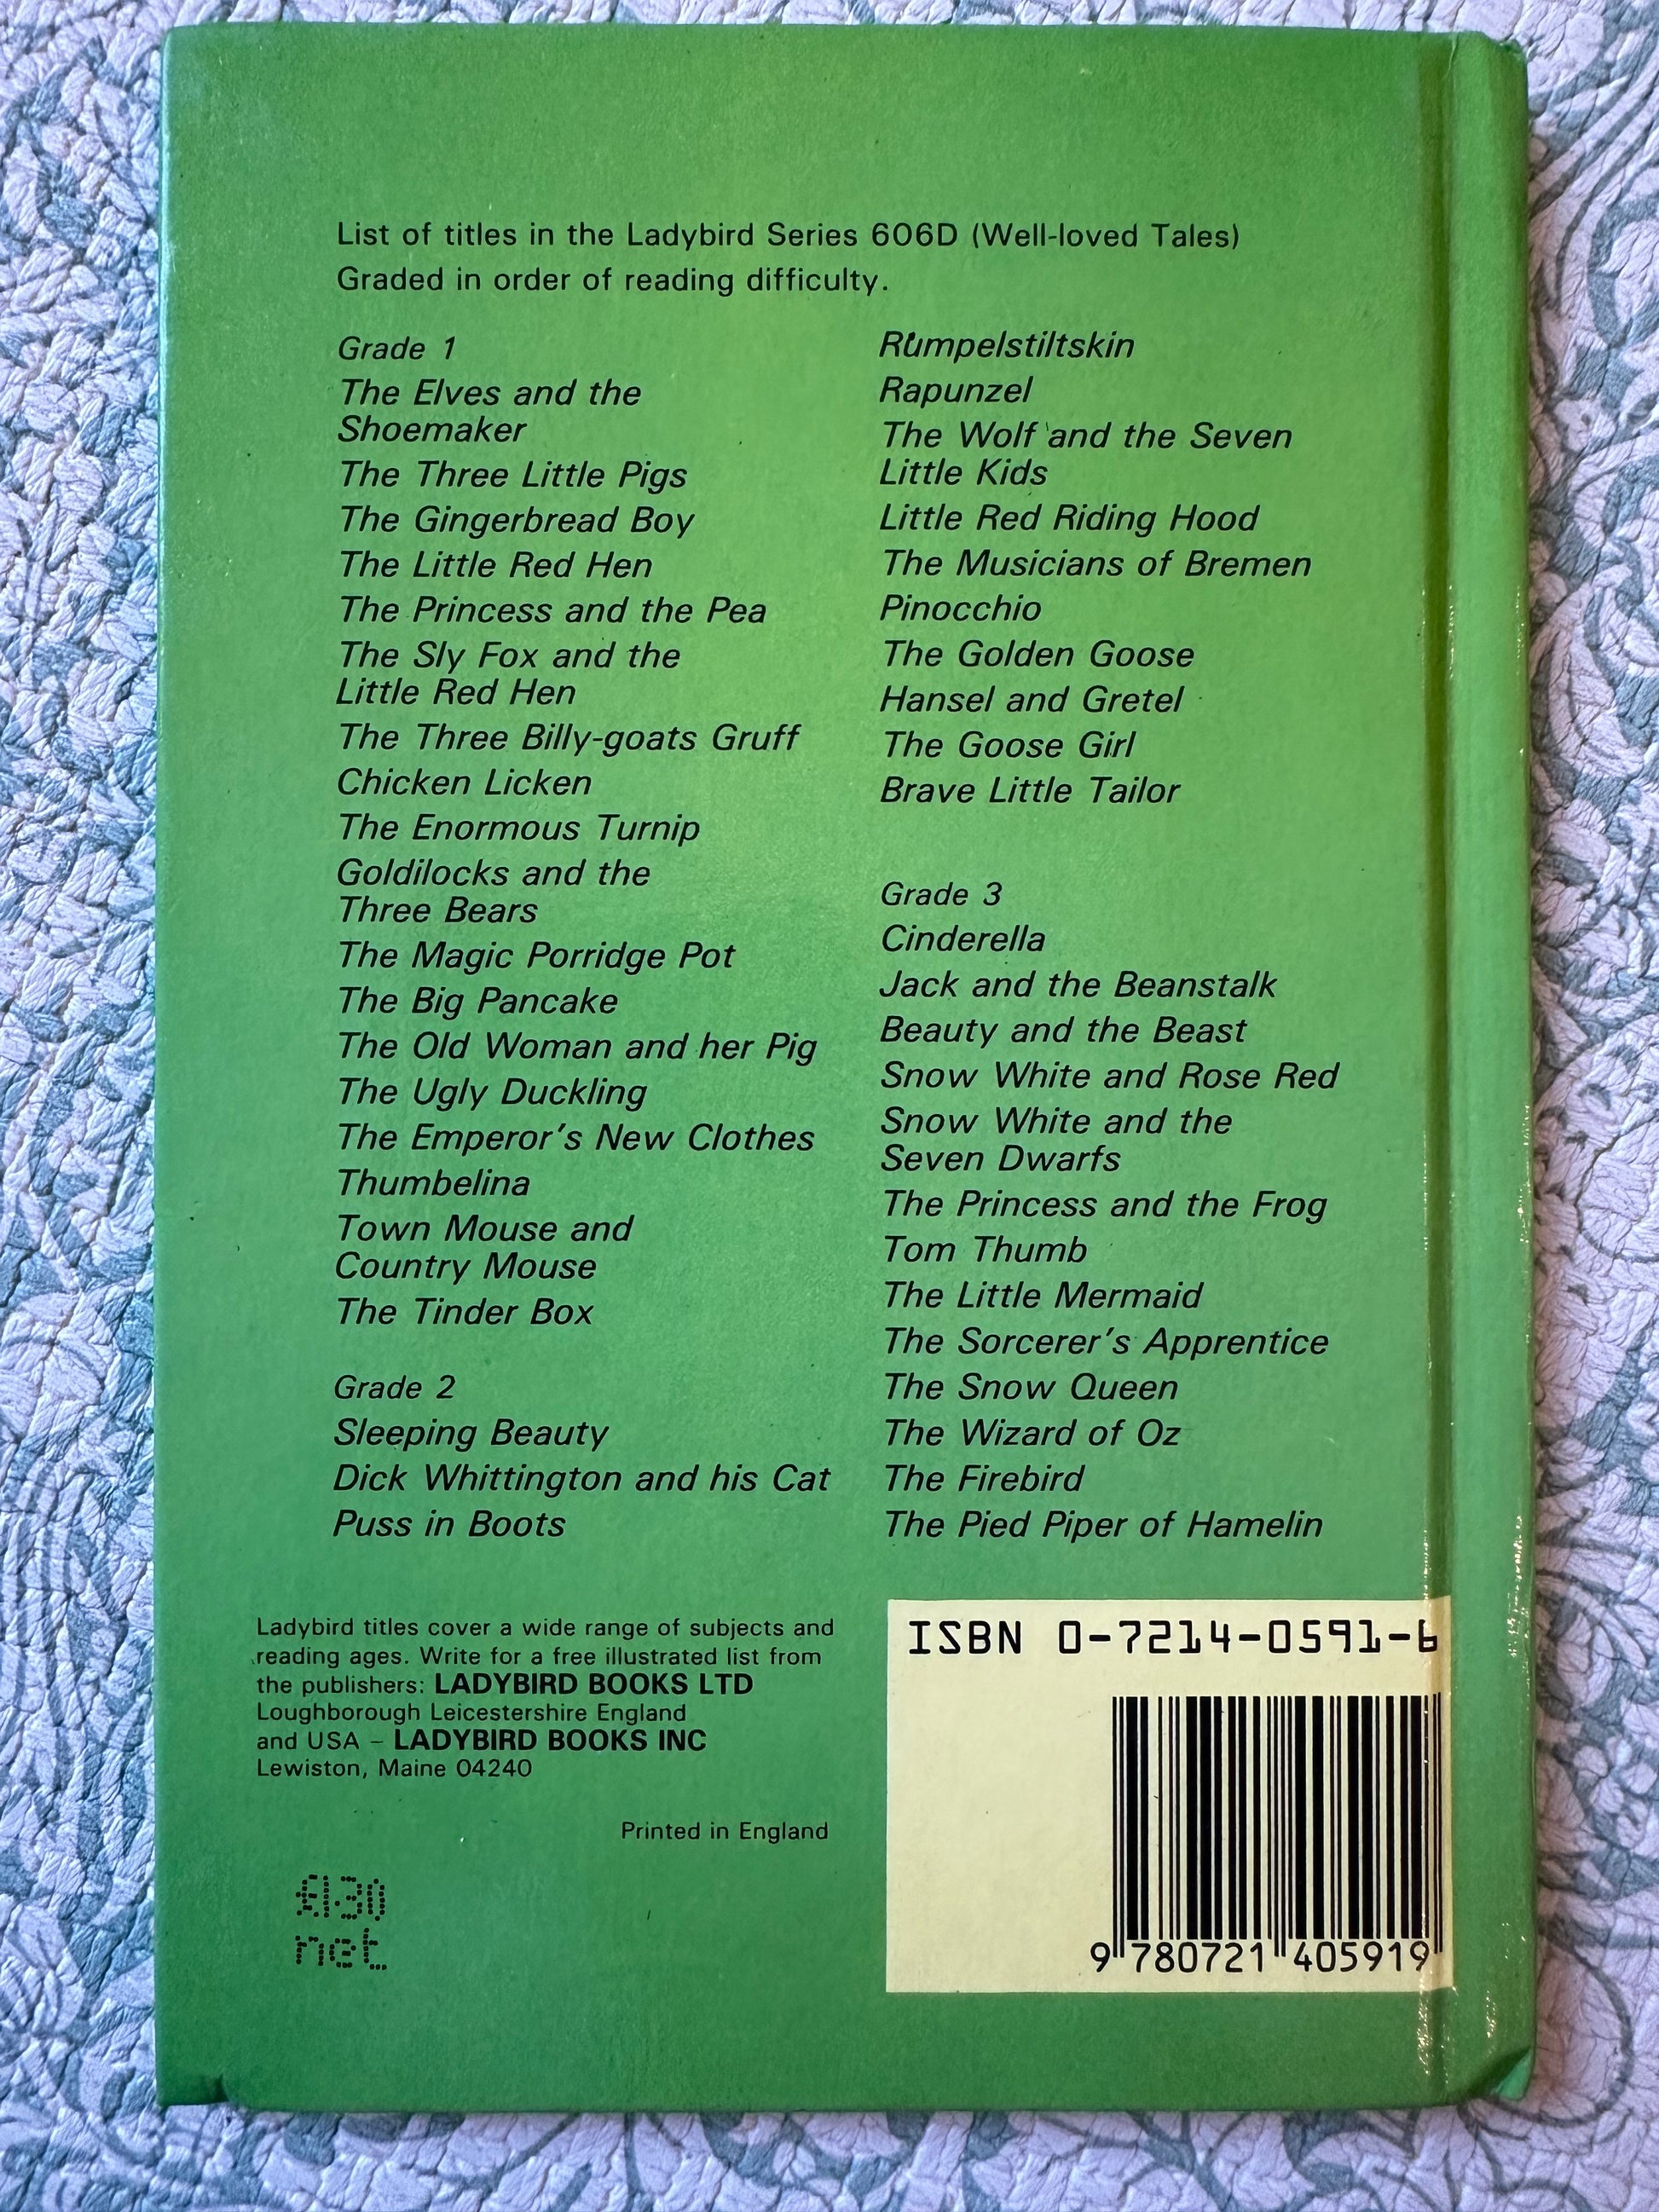 List of titles in the Ladybird Series 606D (Well-loved Tales)
Graded in order of reading difficulty.
Grade 1
The Elves and the
Shoemaker
The Three Little Pigs
The Gingerbread Boy
The Little Red Hen
The Princess and the Pea
The Sly Fox and the
Little Red Hen
The Three Billy-goats Gruff
Chicken Licken
The Enormous Turnip
Goldilocks and the
Three Bears
The Magic Porridge Pot
The Big Pancake
The Old Woman and her Pig
The Ugly Duckling
The Emperor's New Clothes
Thumbelina
Town Mouse and
Country Mouse
The Tinder Box
Grade 2
Sleeping Beauty
Dick Whittington and his Cat
Puss in Boots
Rumpelstiltskin
Rapunzel
The Wolf and the Seven
Little Kids
Little Red Riding Hood
The Musicians of Bremen
Pinocchio
The Golden Goose
Hansel and Gretel
The Goose Girl
Brave Little Tailor
Grade 3
Cinderella
Jack and the Beanstalk
Beauty and the Beast
Snow White and Rose Red
Snow White and the
Seven Dwarfs
The Princess and the Frog
Tom Thumb
The Little Mermaid
The Sorcerer's Apprentice
The Snow Queen
The Wizard of Oz
The Firebird
The Pied Piper of Hamelin
Ladybird titles cover a wide range of subjects and
reading ages. Write for a free illustrated list from
the publishers: LADYBIRD BOOKS LTD
Loughborough Leicestershire England
and USA – LADYBIRD BOOKS INC
Lewiston, Maine 04240
Printed in England
£1·30
net
ISBN 0-7214-0591-6
9 780721 405919